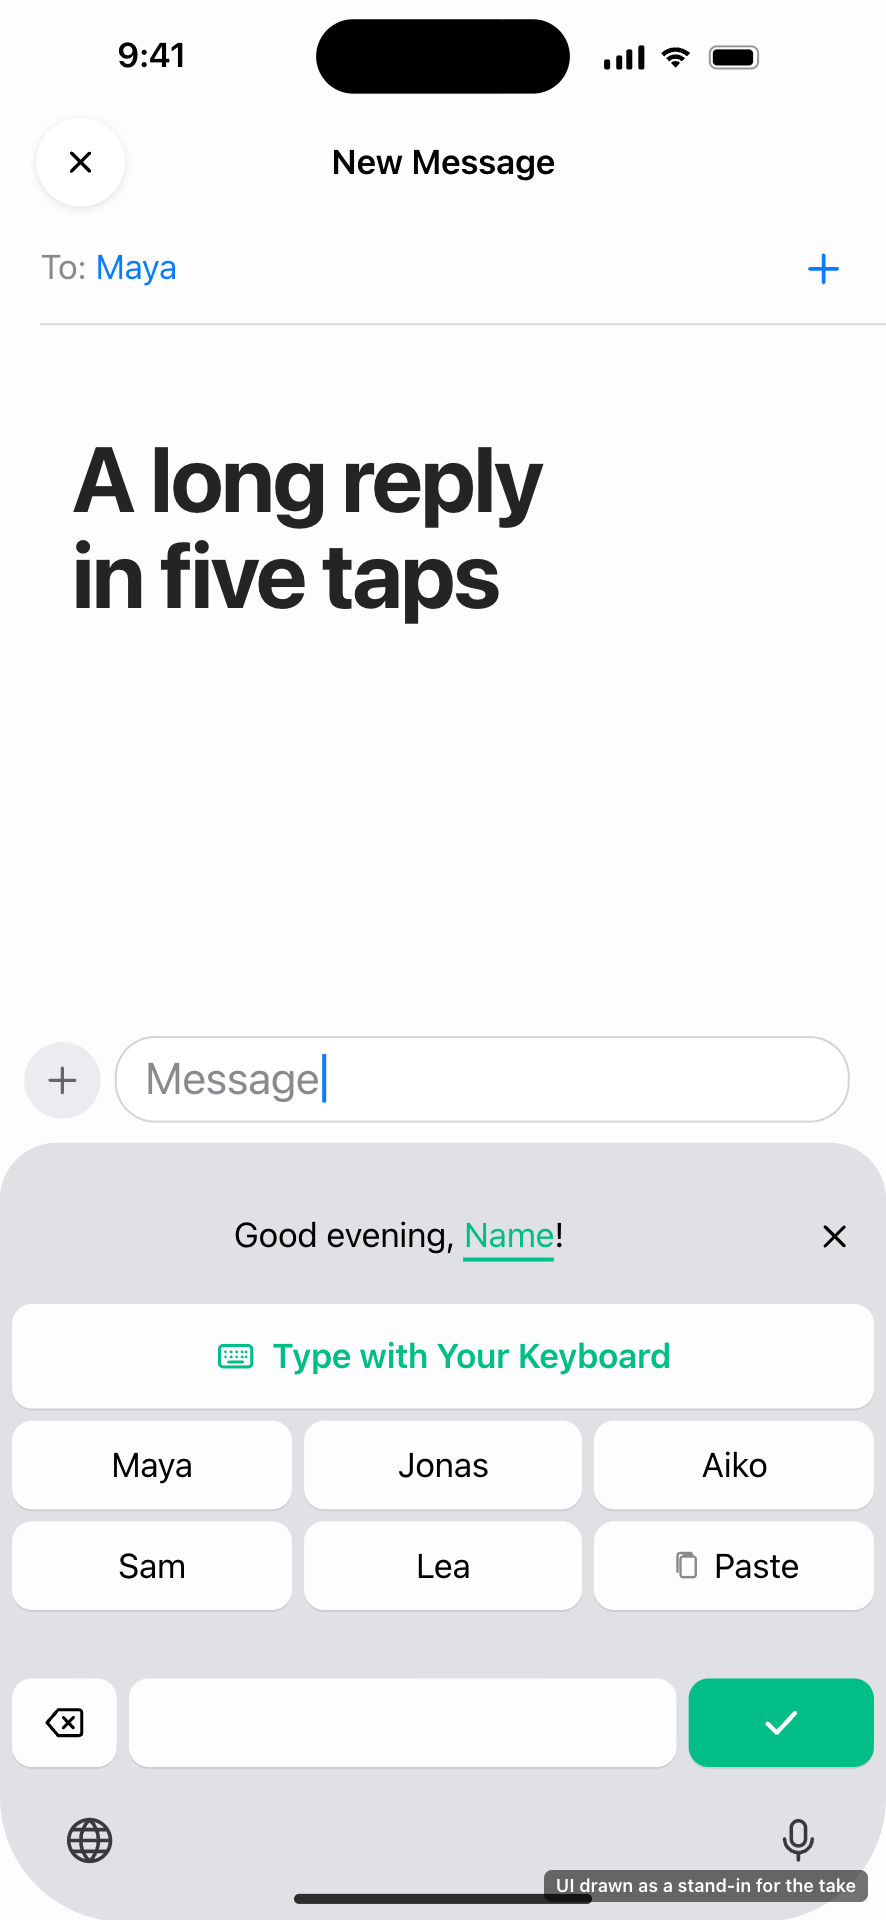 9:41
New Message
To: Maya
A long reply
in five taps
Message
Good evening, Name!
Type with Your Keyboard
Maya
Jonas
Aiko
Sam
Lea
Paste
UI drawn as a stand-in for the take